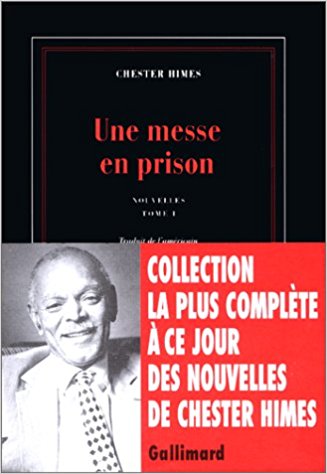 CHESTER HIMES
Une messe
en prison
NOUVELLES
TOME I
Traduit de l'américain
COLLECTION
LA PLUS COMPLÈTE
À CE JOUR
DES NOUVELLES
DE CHESTER HIMES
Gallimard